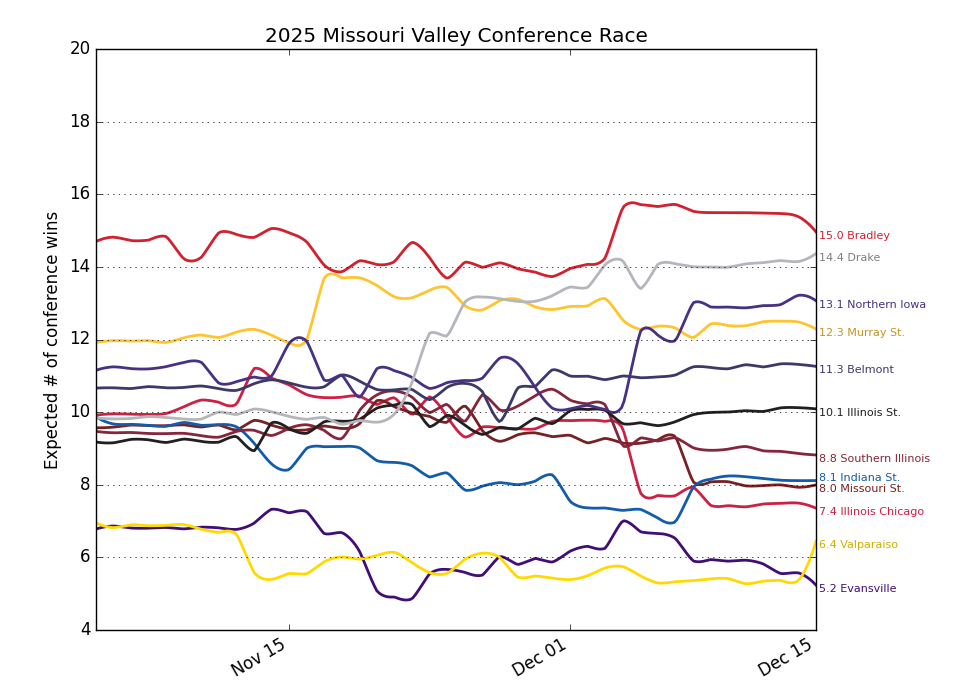 2025 Missouri Valley Conference Race
Expected # of conference wins
20
18
16
14
12
10
8
6
4
Nov 15
Dec 01
Dec 15
15.0 Bradley
14.4 Drake
13.1 Northern Iowa
12.3 Murray St.
11.3 Belmont
10.1 Illinois St.
8.8 Southern Illinois
8.1 Indiana St.
8.0 Missouri St.
7.4 Illinois Chicago
6.4 Valparaiso
5.2 Evansville